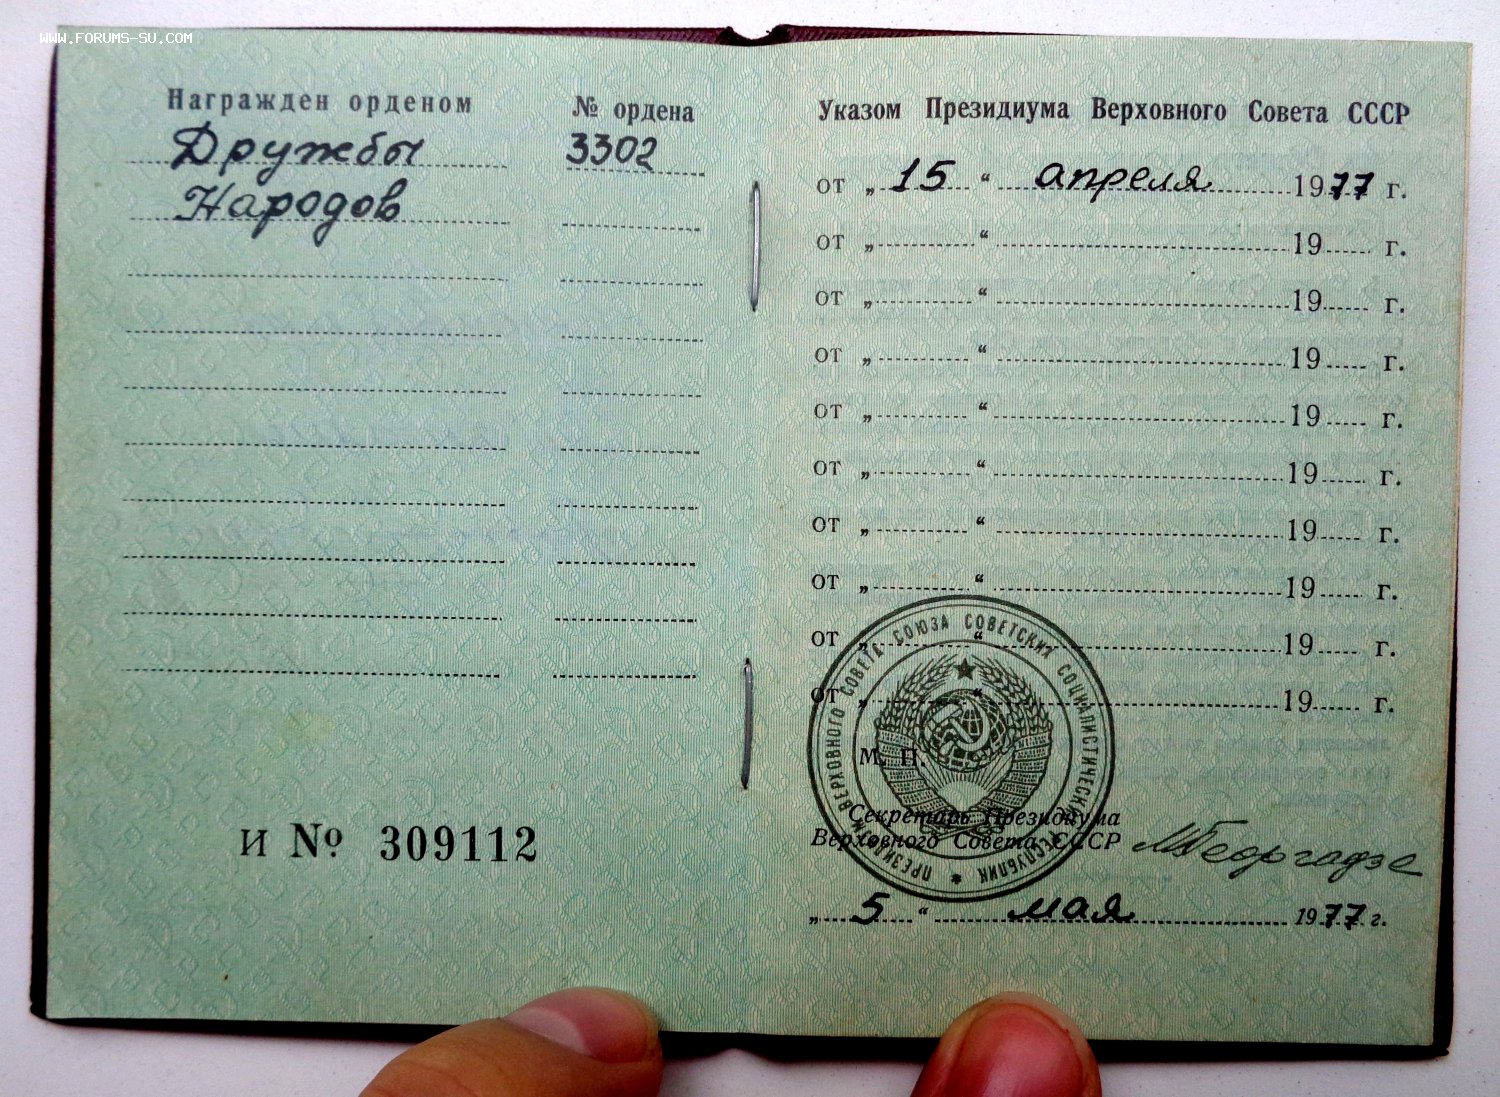 WWW.FORUMS-SU.COM
Награжден орденом
№ ордена
Дружбы
3302
Народов
И № 309112
Указом Президиума Верховного Совета СССР
от „ 15 “ апреля 1977 г.
от „ “ 19 г.
от „ “ 19 г.
от „ “ 19 г.
от „ “ 19 г.
от „ “ 19 г.
от „ “ 19 г.
от „ “ 19 г.
от „ “ 19 г.
от „ “ 19 г.
ПРЕЗИДИУМ ВЕРХОВНОГО СОВЕТА СОЮЗА СОВЕТСКИХ СОЦИАЛИСТИЧЕСКИХ РЕСПУБЛИК
М. П.
Секретарь Президиума
Верховного Совета СССР
М Георгадзе
„ 5 “ мая 1977 г.